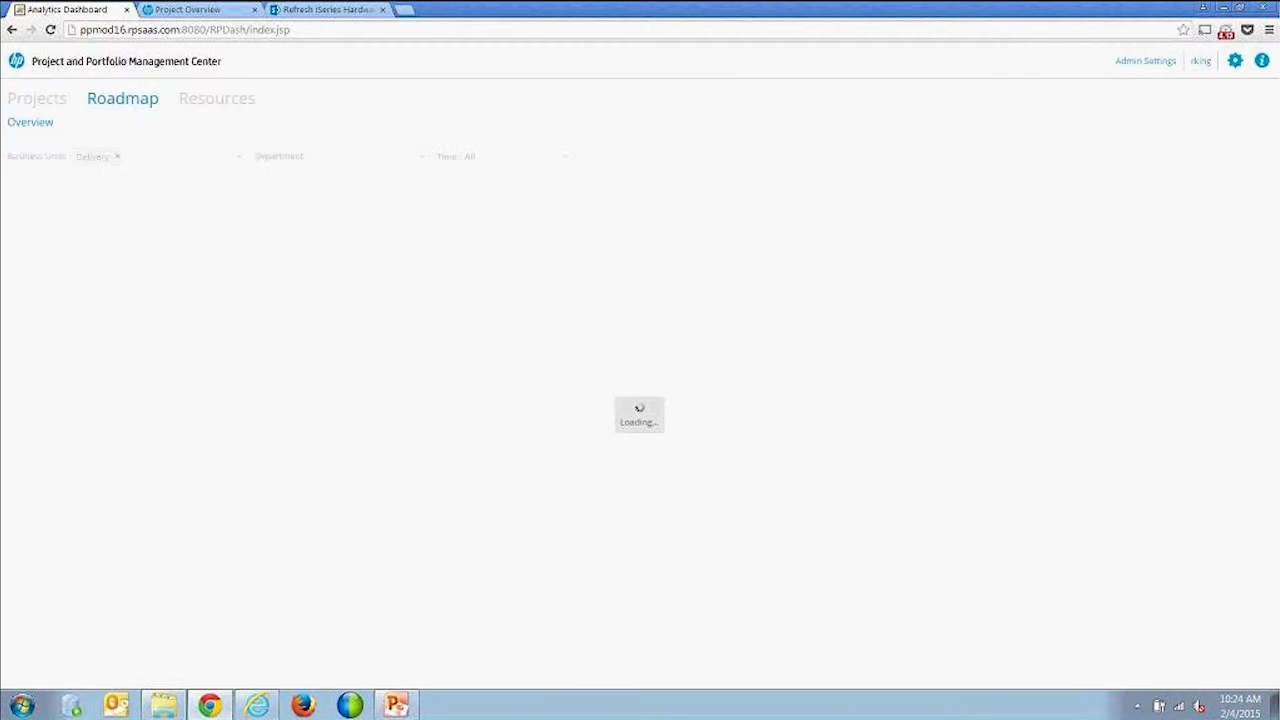 Analytics Dashboard × Project Overview × Refresh iSeries Hardwa ×
ppmod16.rpsaas.com:8080/RPDash/index.jsp
hp Project and Portfolio Management Center Admin Settings rking
Projects Roadmap Resources
Overview
Business Units Delivery × Department Time All
Loading...
10:24 AM
2/4/2015